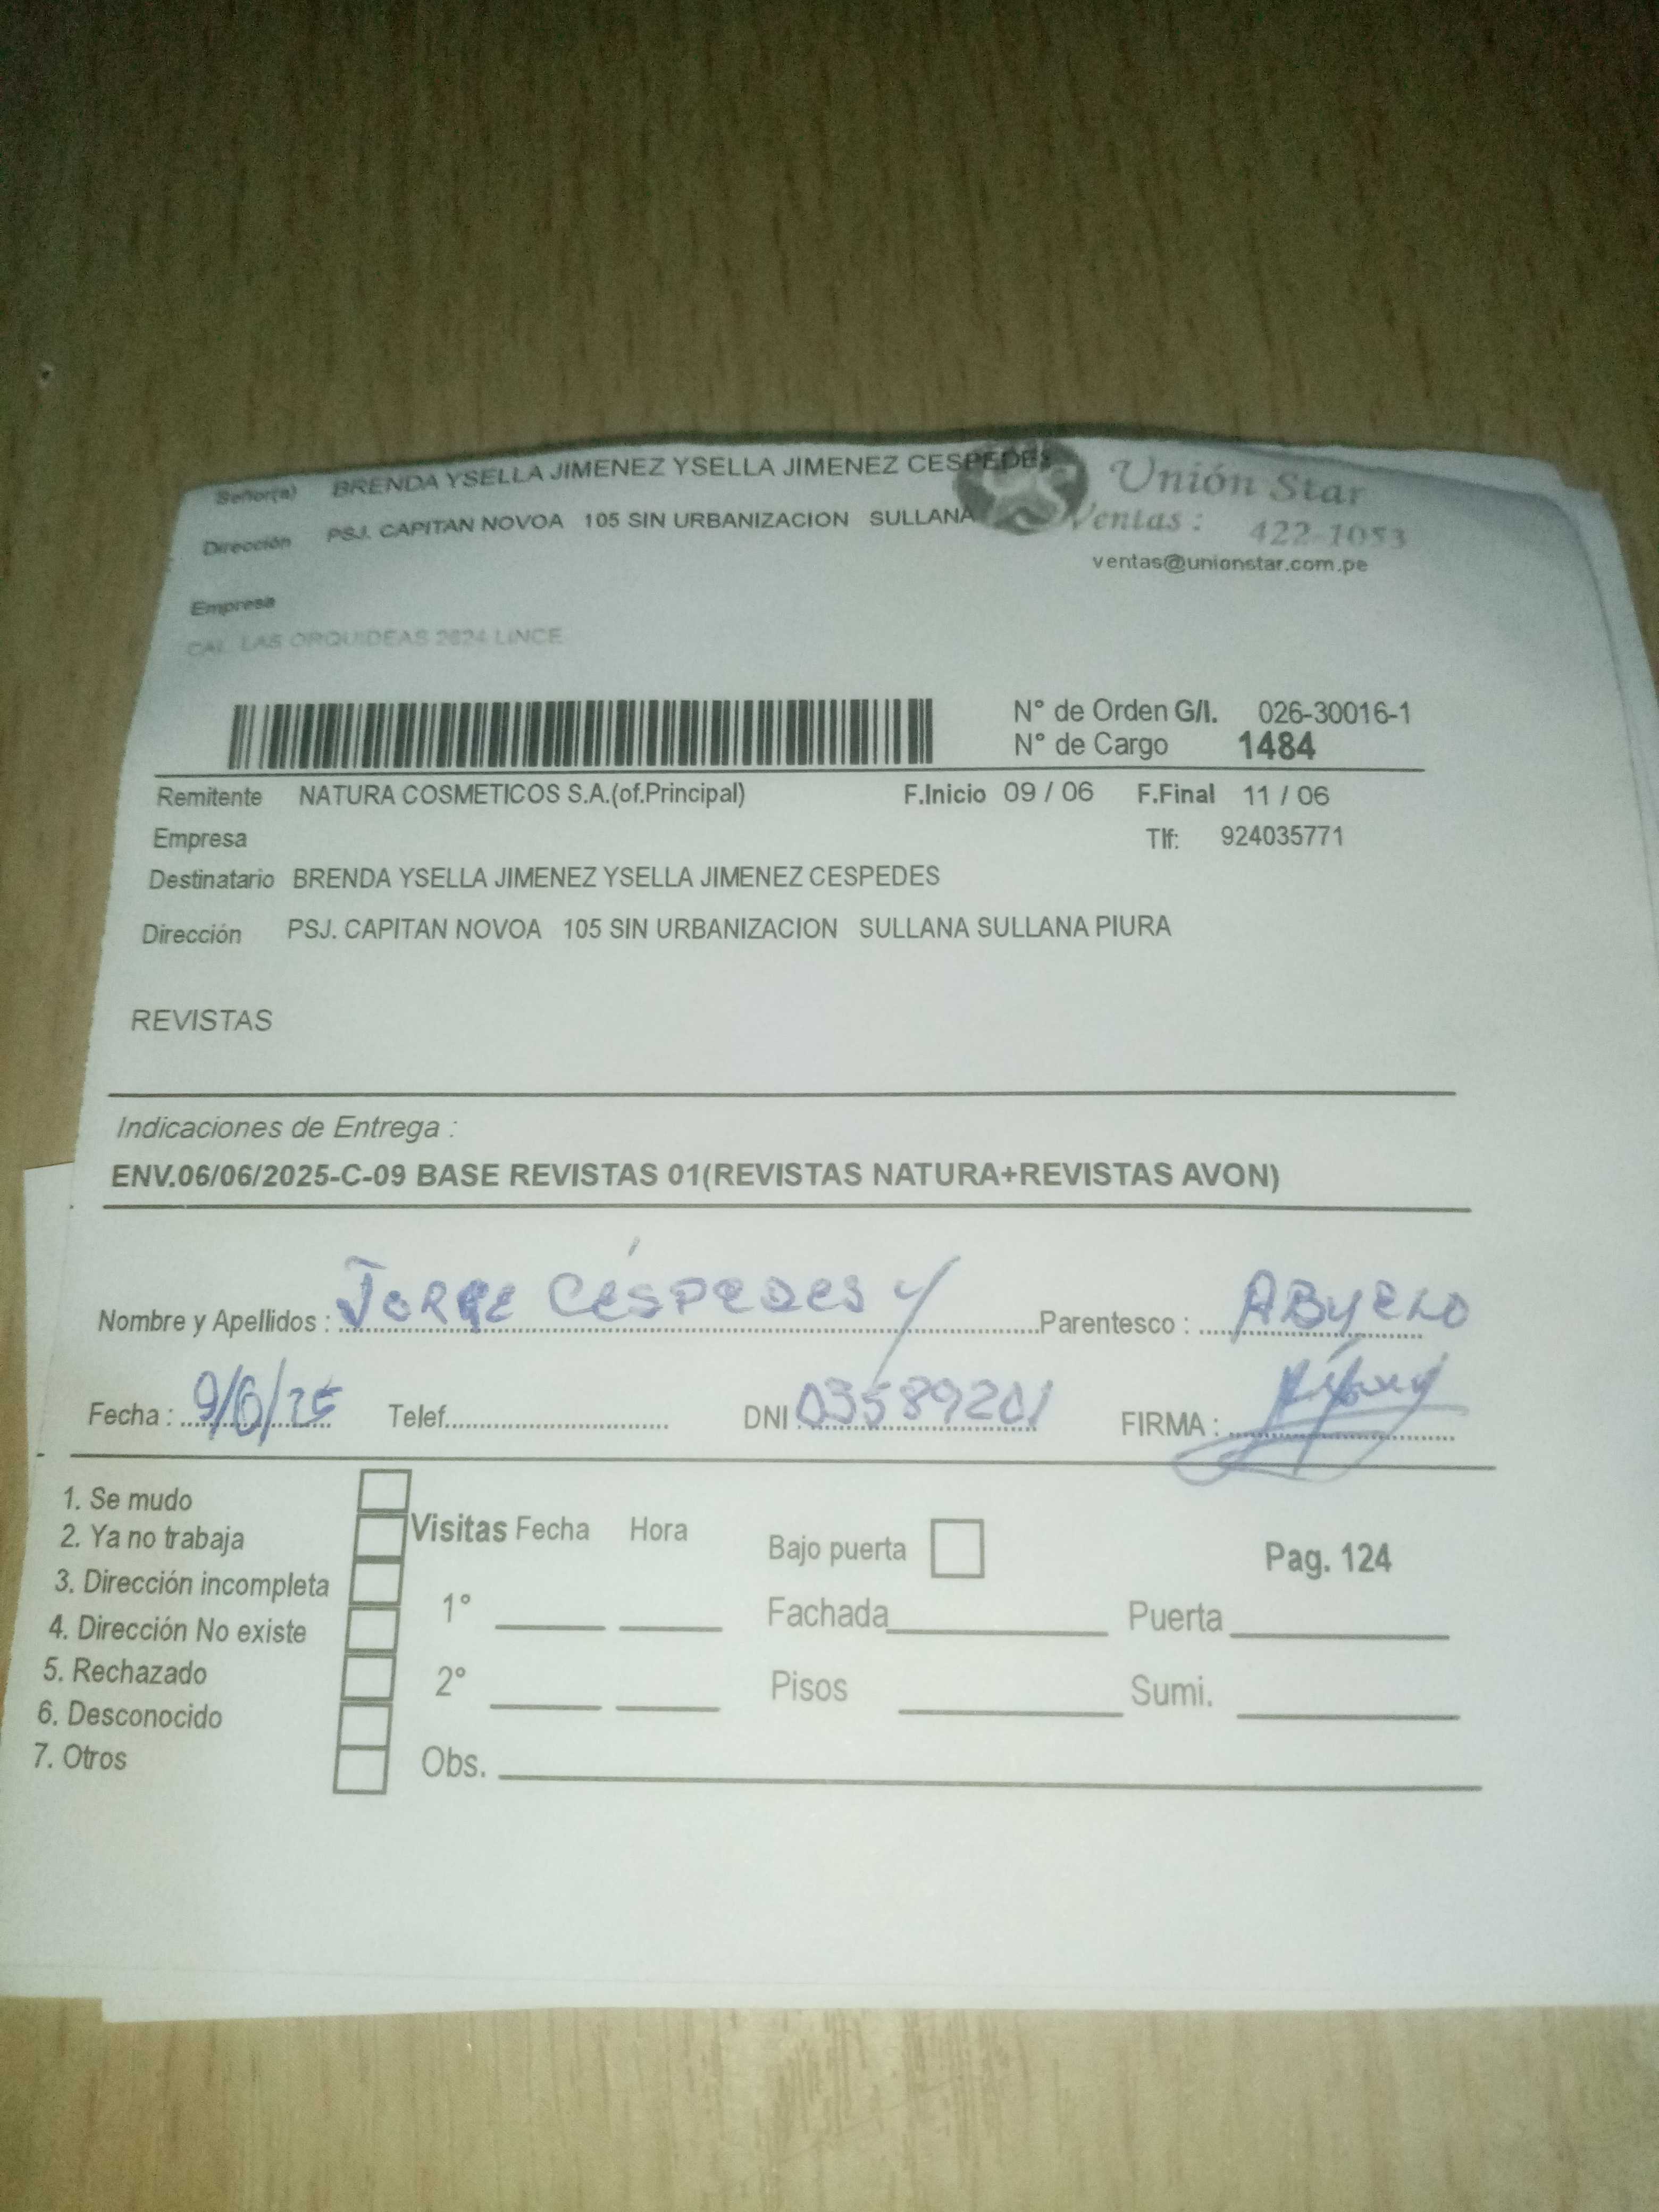 Señor(a) BRENDA YSELLA JIMENEZ YSELLA JIMENEZ CESPEDES
Unión Star
Dirección PSJ. CAPITAN NOVOA 105 SIN URBANIZACION SULLANA
Ventas : 422-1053
ventas@unionstar.com.pe
Empresa
CAL. LAS ORQUIDEAS 2624 LINCE
N° de Orden G/I. 026-30016-1
N° de Cargo 1484
Remitente NATURA COSMETICOS S.A.(of.Principal) F.Inicio 09 / 06 F.Final 11 / 06
Empresa Tlf: 924035771
Destinatario BRENDA YSELLA JIMENEZ YSELLA JIMENEZ CESPEDES
Dirección PSJ. CAPITAN NOVOA 105 SIN URBANIZACION SULLANA SULLANA PIURA
REVISTAS
Indicaciones de Entrega :
ENV.06/06/2025-C-09 BASE REVISTAS 01(REVISTAS NATURA+REVISTAS AVON)
Nombre y Apellidos : JORGE CÉSPEDES Y Parentesco : ABUELO
Fecha : 9/6/25 Telef. DNI 03589201 FIRMA :
1. Se mudo
2. Ya no trabaja
3. Dirección incompleta
4. Dirección No existe
5. Rechazado
6. Desconocido
7. Otros
Visitas Fecha Hora
1°
2°
Obs.
Bajo puerta
Pag. 124
Fachada Puerta
Pisos Sumi.